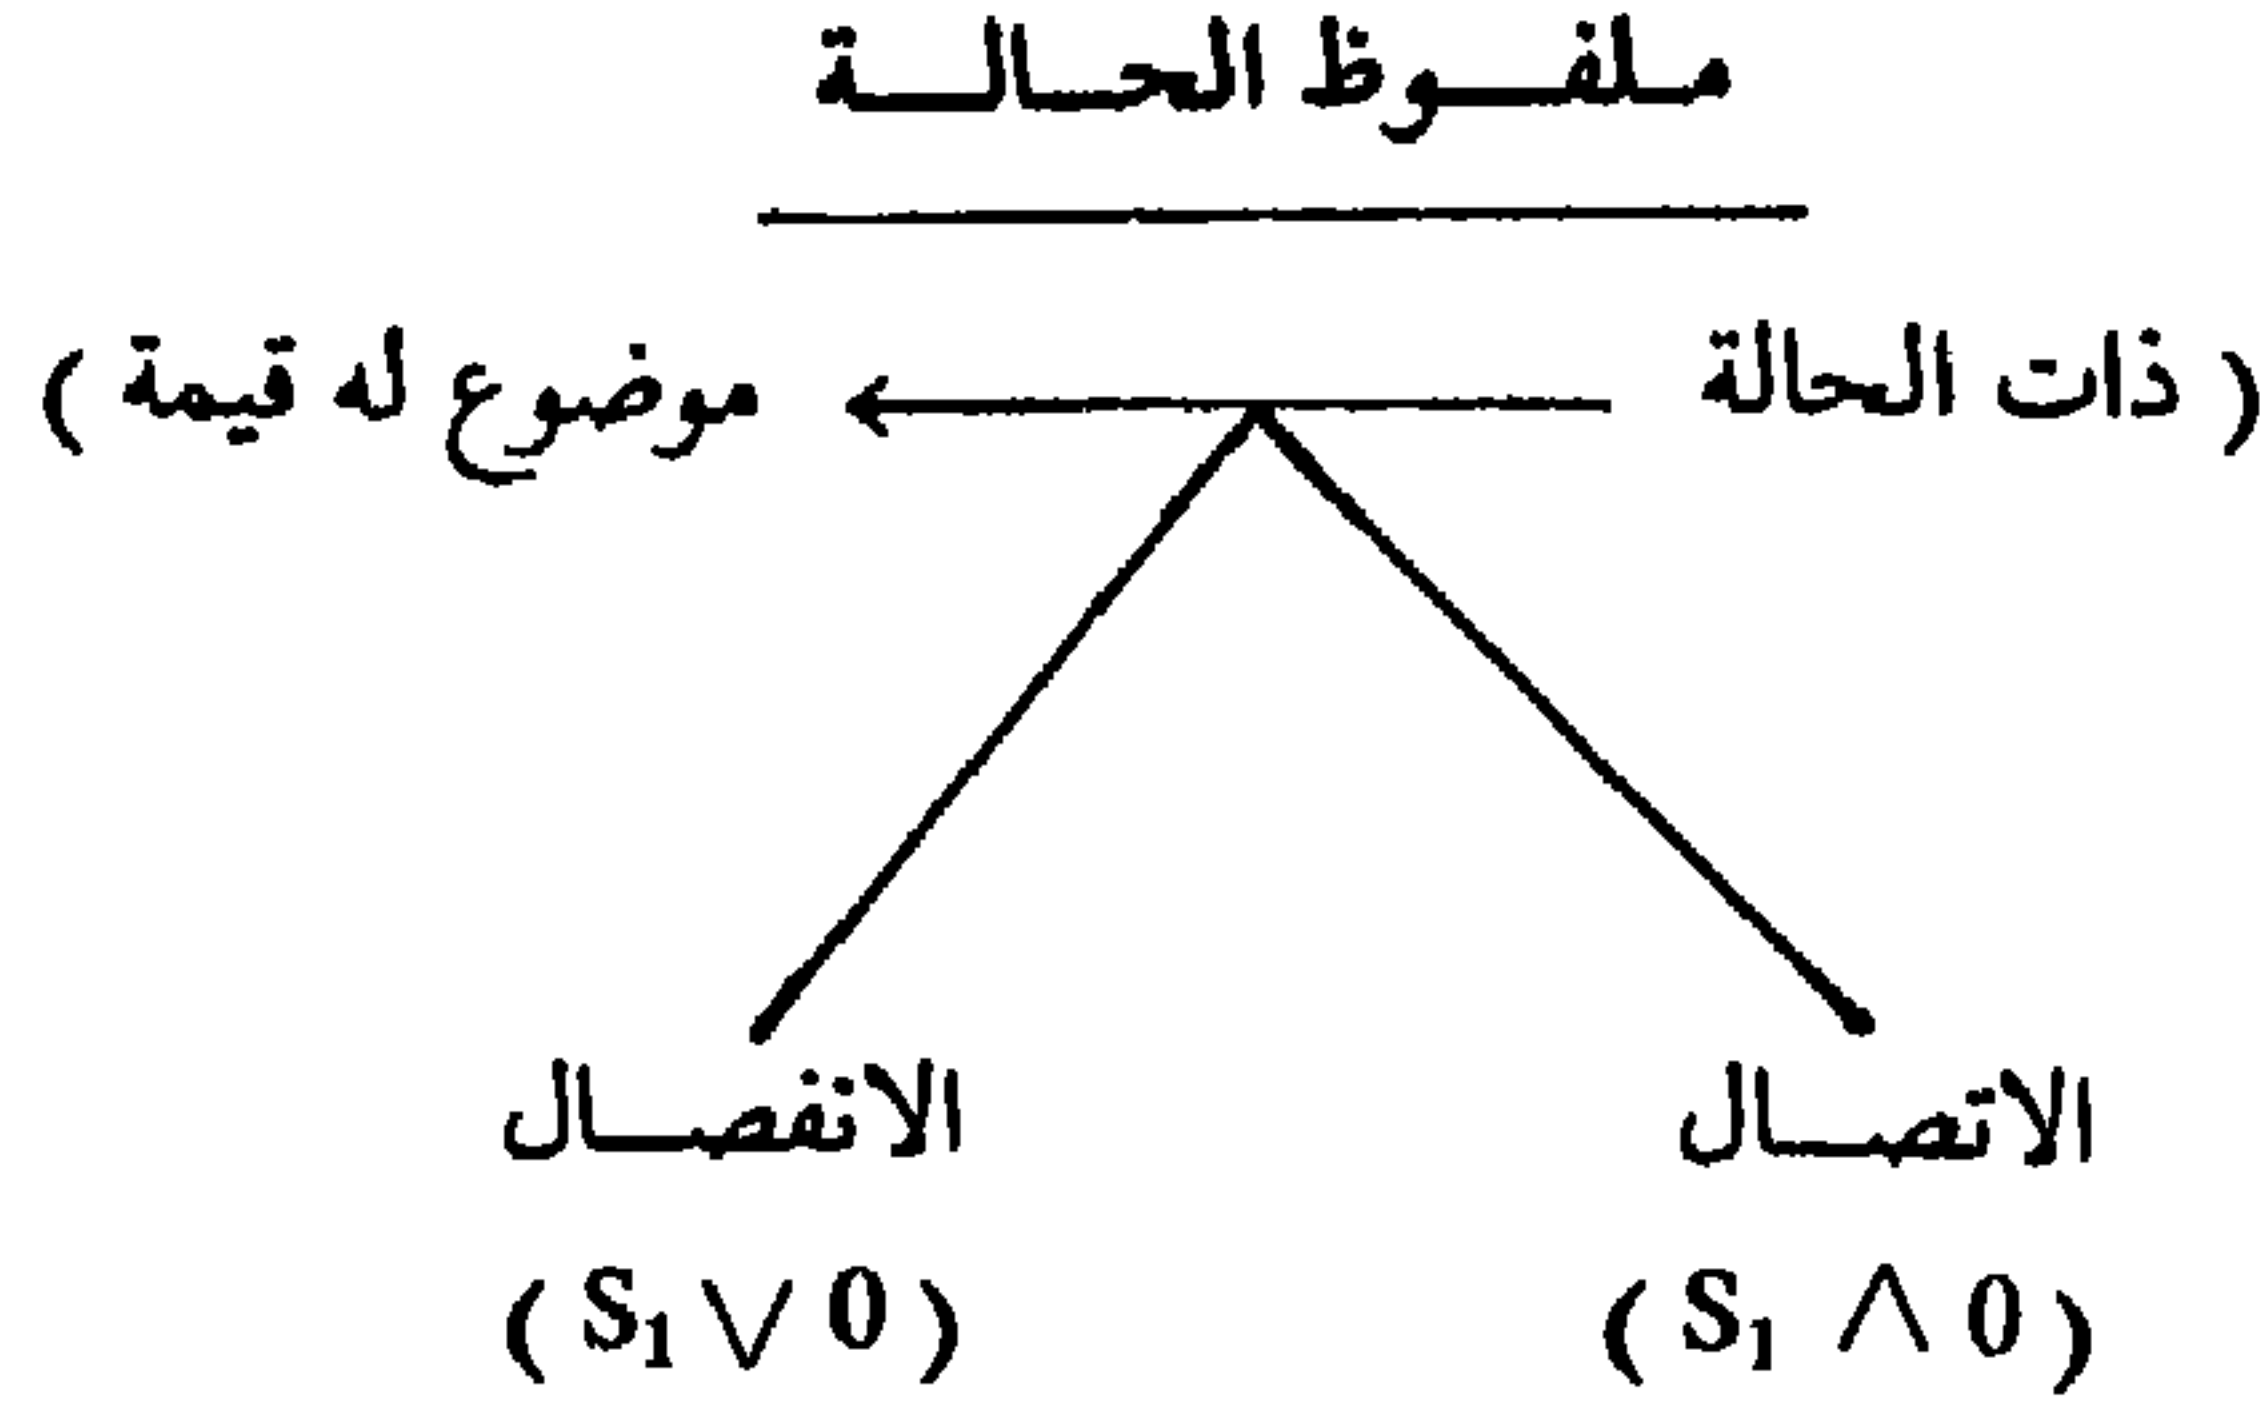 ملفوظ الحالة
( ذات الحالة ← موضوع له قيمة )
الاتصال الانفصال
( S₁ ∧ 0 ) ( S₁ ∨ 0 )